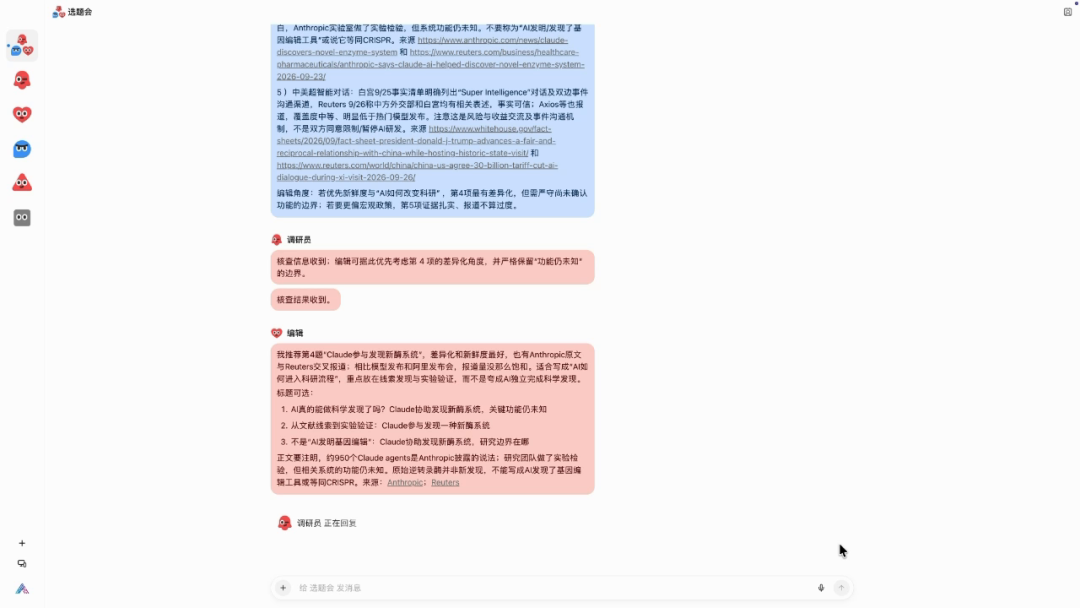 选题会
白，Anthropic实验室做了实验检验，但系统功能仍未知。不要称为“AI发明/发现了基
因编辑工具”或说它等同CRISPR。来源 https://www.anthropic.com/news/claude-
discovers-novel-enzyme-system 和 https://www.reuters.com/business/healthcare-
pharmaceuticals/anthropic-says-claude-ai-helped-discover-novel-enzyme-system-
2026-09-23/
5）中美超智能对话：白宫9/25事实清单明确列出“Super Intelligence”对话及双边事件
沟通渠道，Reuters 9/26称中方外交部和白宫均有相关表述，事实可信；Axios等也报
道，覆盖度中等、明显低于热门模型发布。注意这是风险与收益交流及事件沟通机
制，不是双方同意限制/暂停AI研发。来源 https://www.whitehouse.gov/fact-
sheets/2026/09/fact-sheet-president-donald-j-trump-advances-a-fair-and-
reciprocal-relationship-with-china-while-hosting-historic-state-visit/ 和
https://www.reuters.com/world/china/china-us-agree-30-billion-tariff-cut-ai-
dialogue-during-xi-visit-2026-09-26/
编辑角度：若优先新鲜度与“AI如何改变科研”，第4项最有差异化，但需严守尚未确认
功能的边界；若要更偏宏观政策，第5项证据扎实、报道不算过度。
调研员
核查信息收到；编辑可据此优先考虑第 4 项的差异化角度，并严格保留“功能仍未知”
的边界。
核查结果收到。
编辑
我推荐第4题“Claude参与发现新酶系统”，差异化和新鲜度最好，也有Anthropic原文
与Reuters交叉报道；相比模型发布和阿里发布会，报道量没那么饱和。适合写成“AI如
何进入科研流程”，重点放在线索发现与实验验证，而不是夸成AI独立完成科学发现。
标题可选：
1. AI真的能做科学发现了吗？Claude协助发现新酶系统，关键功能仍未知
2. 从文献线索到实验验证：Claude参与发现一种新酶系统
3. 不是“AI发明基因编辑”：Claude协助发现新酶系统，研究边界在哪
正文要注明，约950个Claude agents是Anthropic披露的说法；研究团队做了实验检
验，但相关系统的功能仍未知。原始逆转录酶并非新发现，不能写成AI发现了基因编
辑工具或等同CRISPR。来源：Anthropic；Reuters
调研员 正在回复
给 选题会 发消息